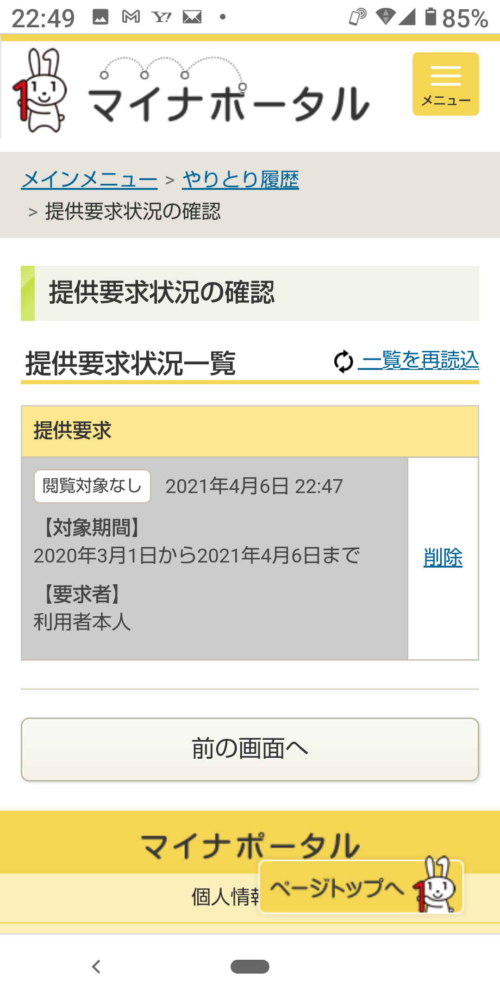 22:49 85%
マイナポータル
メニュー
メインメニュー > やりとり履歴
> 提供要求状況の確認
提供要求状況の確認
提供要求状況一覧 一覧を再読込
提供要求
閲覧対象なし 2021年4月6日 22:47
【対象期間】
2020年3月1日から2021年4月6日まで
削除
【要求者】
利用者本人
前の画面へ
マイナポータル
個人情
ページトップへ